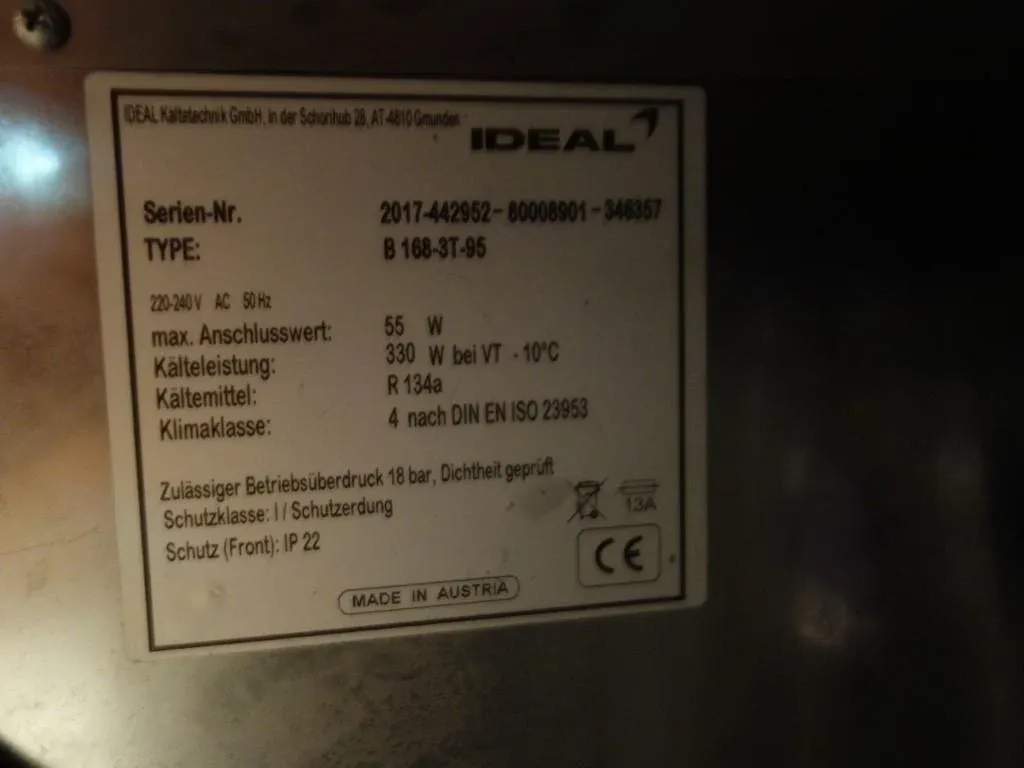 IDEAL Kältetechnik GmbH, in der Schorihub 28, AT-4810 Gmunden
IDEAL
Serien-Nr. 2017-442952-80008901-346357
TYPE: B 168-3T-95
220-240 V AC 50 Hz
max. Anschlusswert: 55 W
Kälteleistung: 330 W bei VT - 10°C
Kältemittel: R 134a
Klimaklasse: 4 nach DIN EN ISO 23953
Zulässiger Betriebsüberdruck 18 bar, Dichtheit geprüft
Schutzklasse: I / Schutzerdung
13A
Schutz (Front): IP 22
CE
MADE IN AUSTRIA